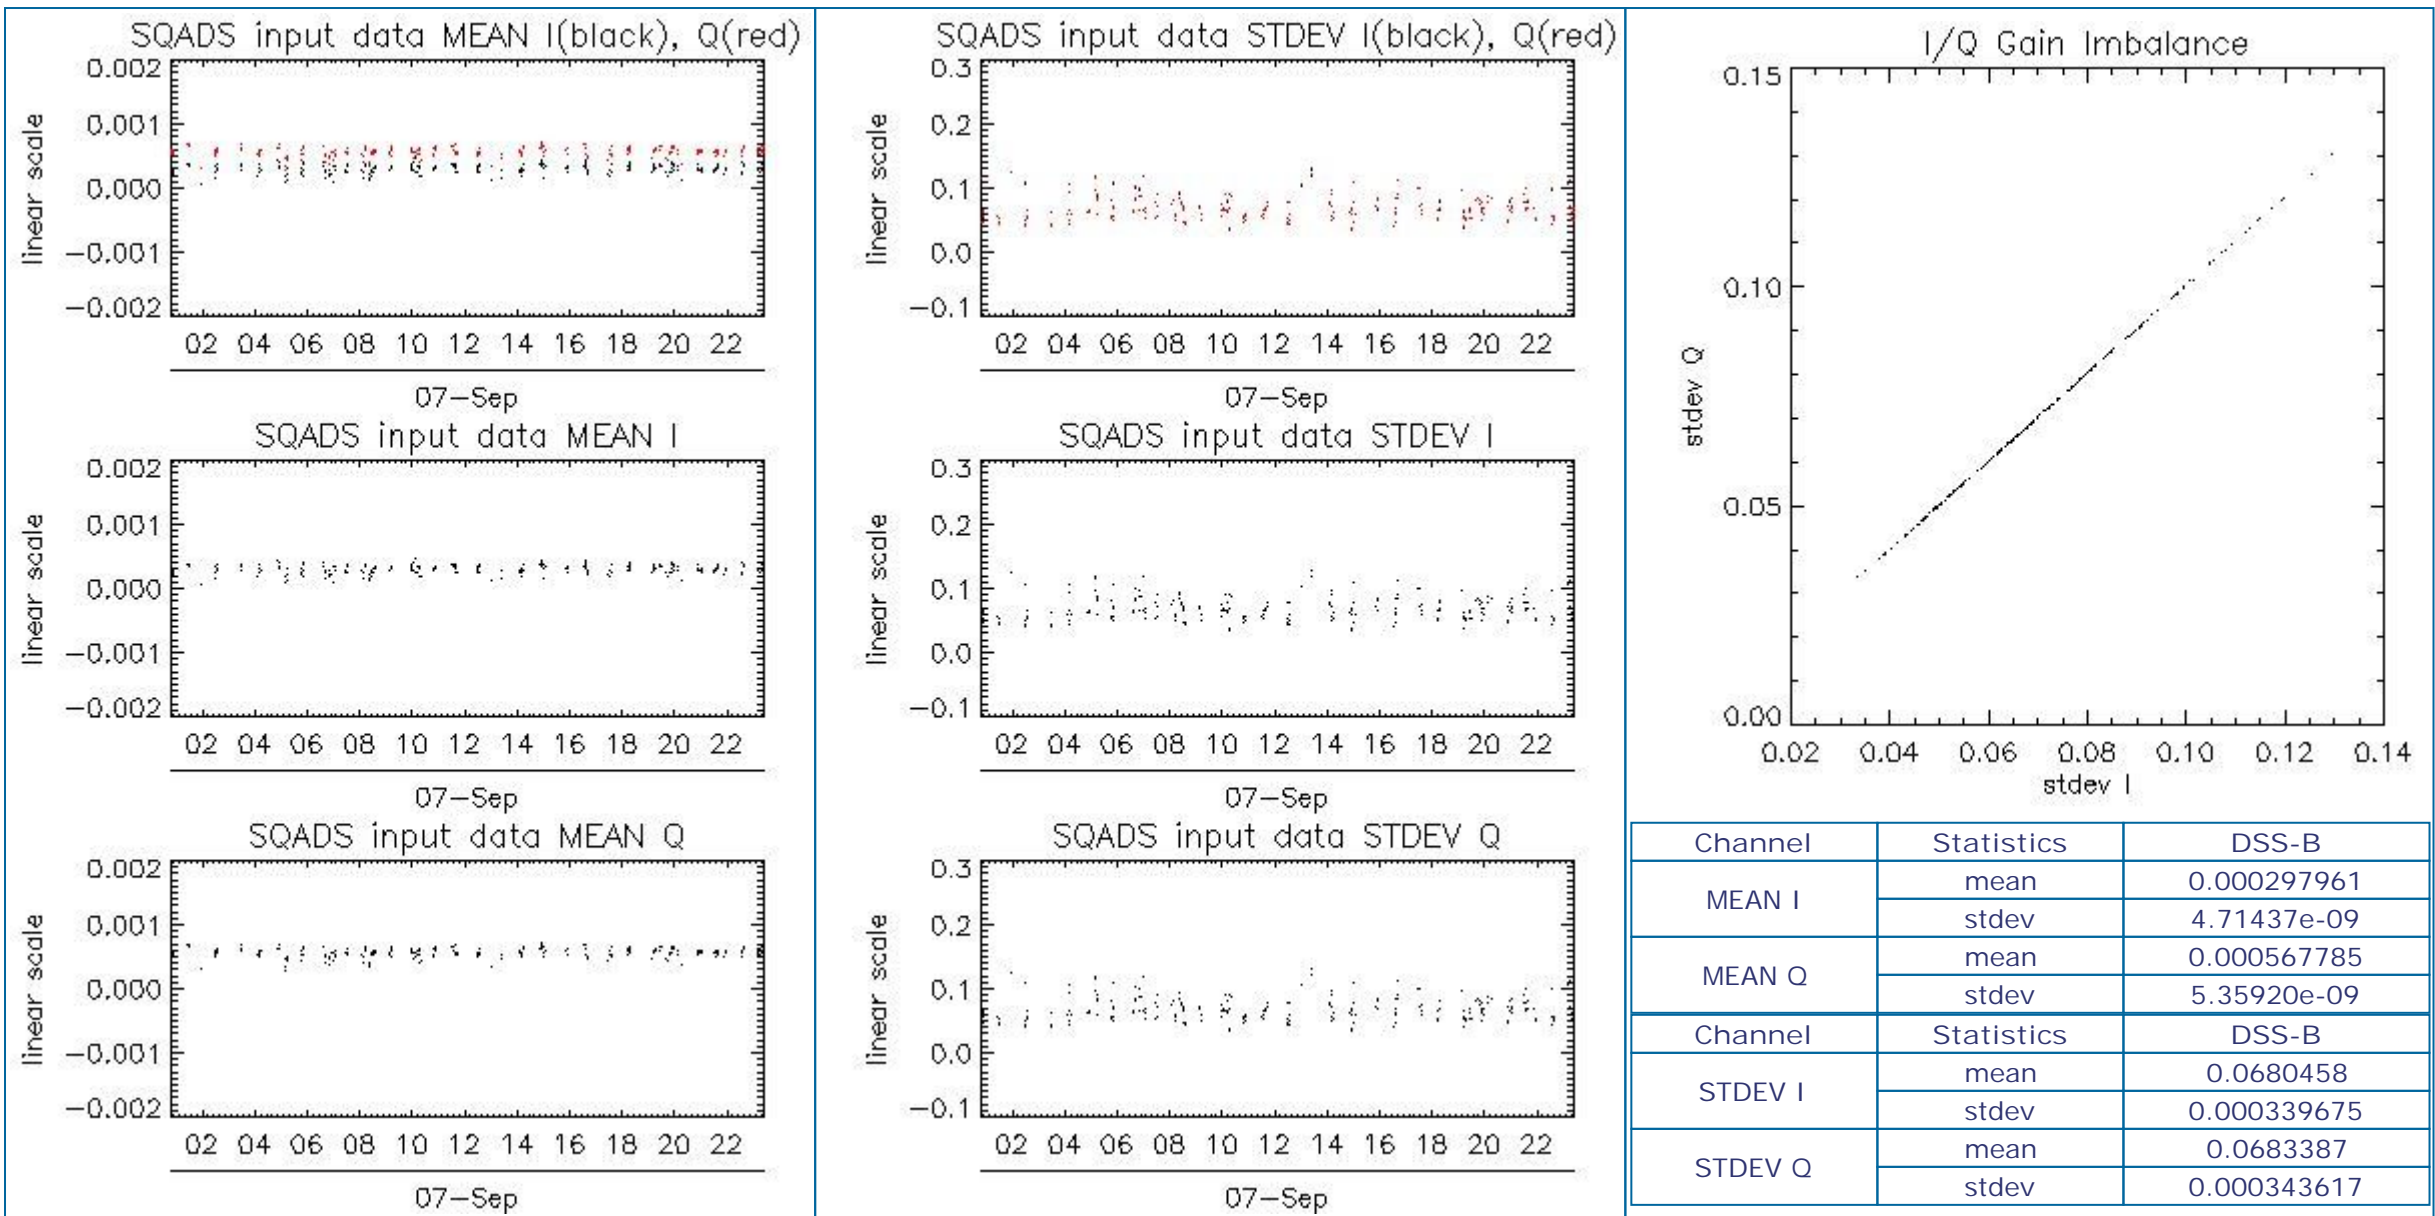 SQADS input data MEAN I(black), Q(red)
0.002
0.001
0.000
−0.001
−0.002
linear scale
02 04 06 08 10 12 14 16 18 20 22
07−Sep
SQADS input data MEAN I
0.002
0.001
0.000
−0.001
−0.002
linear scale
02 04 06 08 10 12 14 16 18 20 22
07−Sep
SQADS input data MEAN Q
0.002
0.001
0.000
−0.001
−0.002
linear scale
02 04 06 08 10 12 14 16 18 20 22
07−Sep
SQADS input data STDEV I(black), Q(red)
0.3
0.2
0.1
0.0
−0.1
linear scale
02 04 06 08 10 12 14 16 18 20 22
07−Sep
SQADS input data STDEV I
0.3
0.2
0.1
0.0
−0.1
linear scale
02 04 06 08 10 12 14 16 18 20 22
07−Sep
SQADS input data STDEV Q
0.3
0.2
0.1
0.0
−0.1
linear scale
02 04 06 08 10 12 14 16 18 20 22
07−Sep
I/Q Gain Imbalance
0.15
0.10
0.05
0.00
stdev Q
0.02 0.04 0.06 0.08 0.10 0.12 0.14
stdev I
Channel Statistics DSS-B
MEAN I mean 0.000297961
stdev 4.71437e-09
MEAN Q mean 0.000567785
stdev 5.35920e-09
Channel Statistics DSS-B
STDEV I mean 0.0680458
stdev 0.000339675
STDEV Q mean 0.0683387
stdev 0.000343617